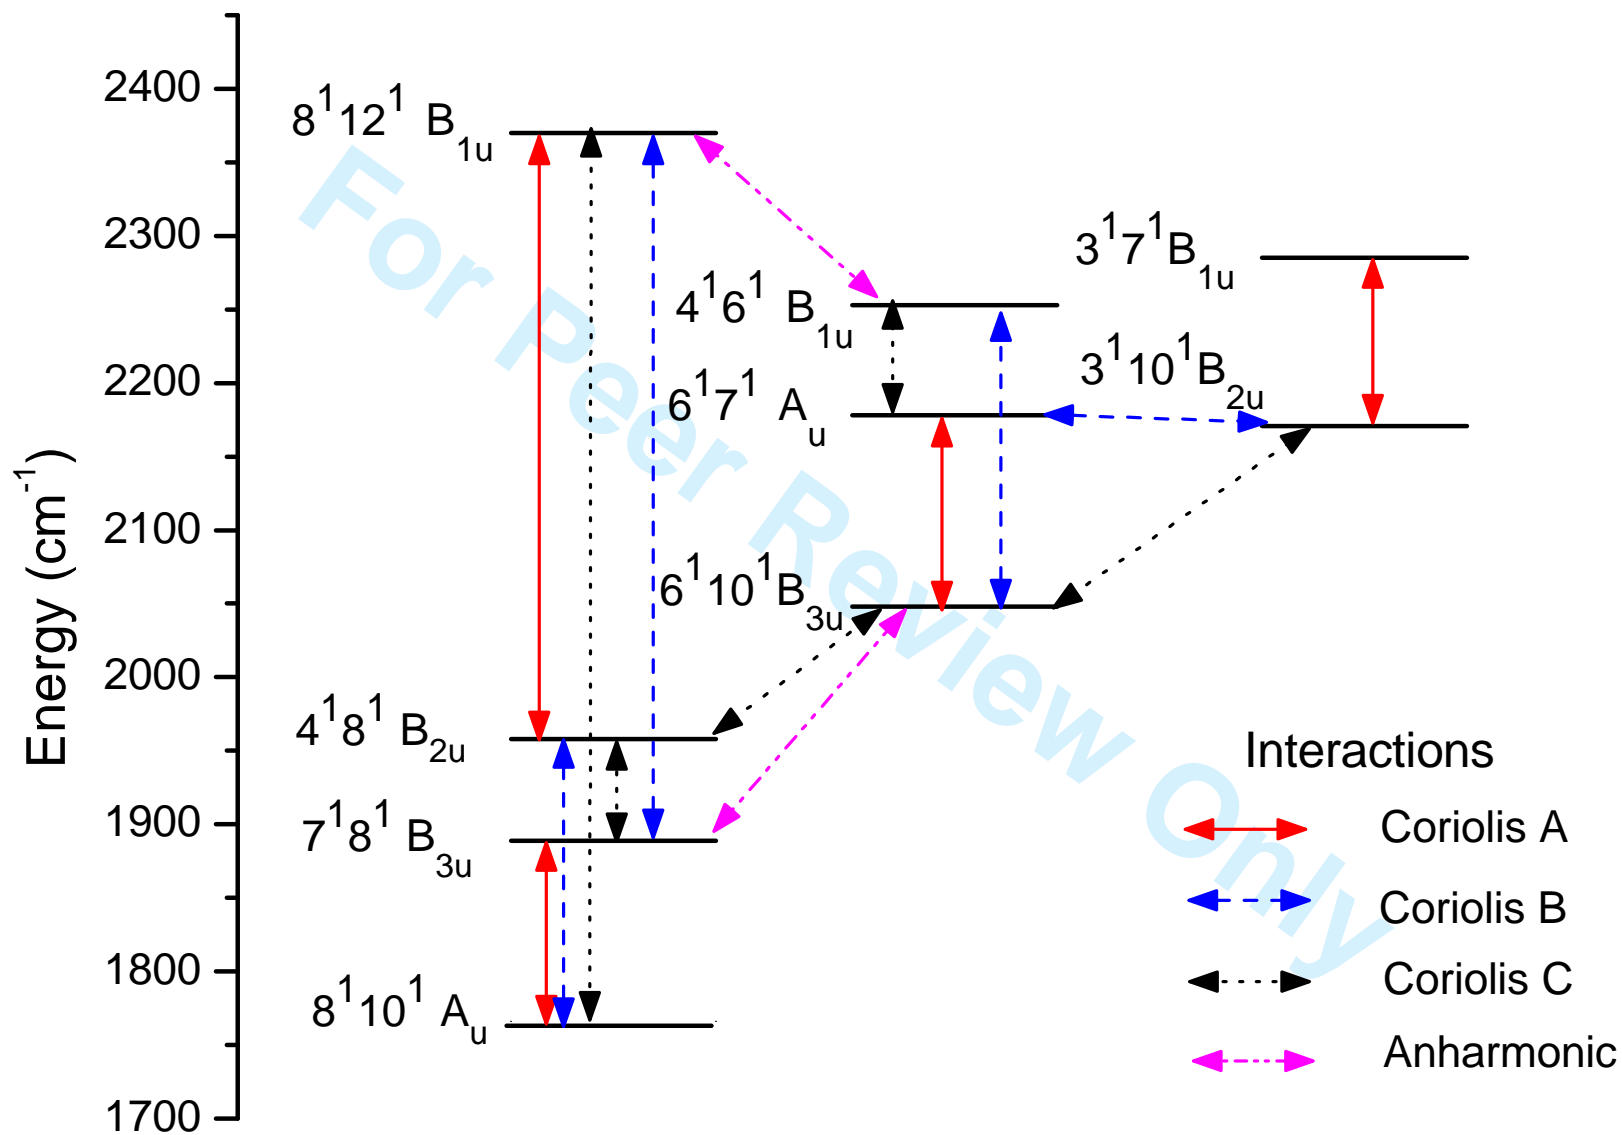 Energy (cm⁻¹)
2400
2300
2200
2100
2000
1900
1800
1700
8¹12¹ B₁ᵤ
4¹8¹ B₂ᵤ
7¹8¹ B₃ᵤ
8¹10¹ Aᵤ
4¹6¹ B₁ᵤ
6¹7¹ Aᵤ
6¹10¹B₃ᵤ
3¹7¹B₁ᵤ
3¹10¹B₂ᵤ
Interactions
Coriolis A
Coriolis B
Coriolis C
Anharmonic
For Peer Review Only